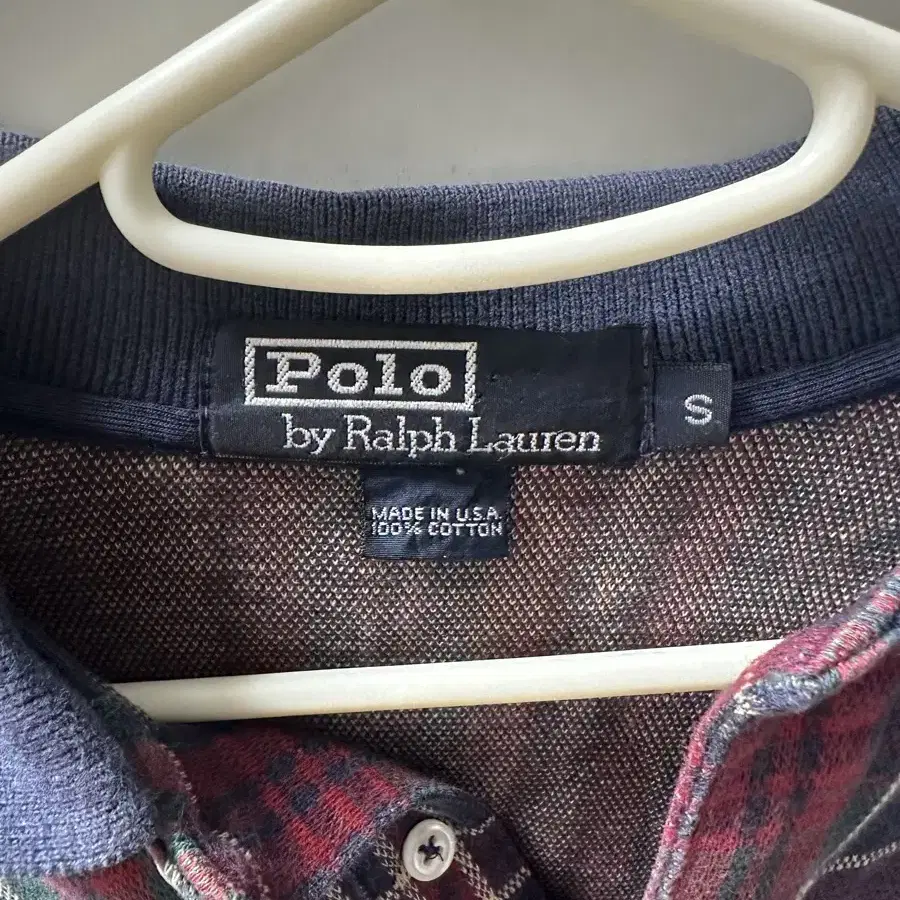 Polo
by Ralph Lauren
S
MADE IN U.S.A.
100% COTTON